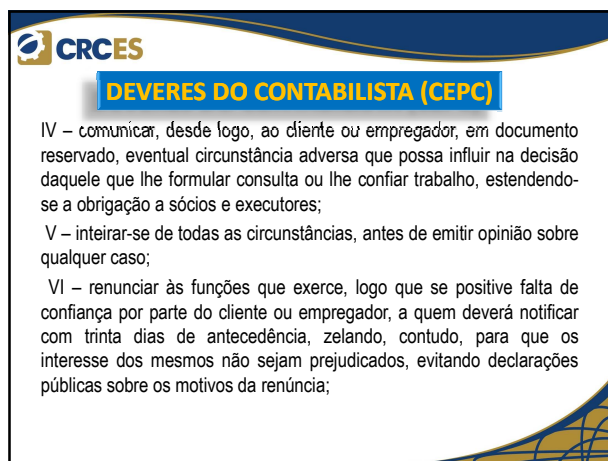 CRCES
DEVERES DO CONTABILISTA (CEPC)
IV – comunicar, desde logo, ao cliente ou empregador, em documento
reservado, eventual circunstância adversa que possa influir na decisão
daquele que lhe formular consulta ou lhe confiar trabalho, estendendo-
se a obrigação a sócios e executores;
V – inteirar-se de todas as circunstâncias, antes de emitir opinião sobre
qualquer caso;
VI – renunciar às funções que exerce, logo que se positive falta de
confiança por parte do cliente ou empregador, a quem deverá notificar
com trinta dias de antecedência, zelando, contudo, para que os
interesse dos mesmos não sejam prejudicados, evitando declarações
públicas sobre os motivos da renúncia;